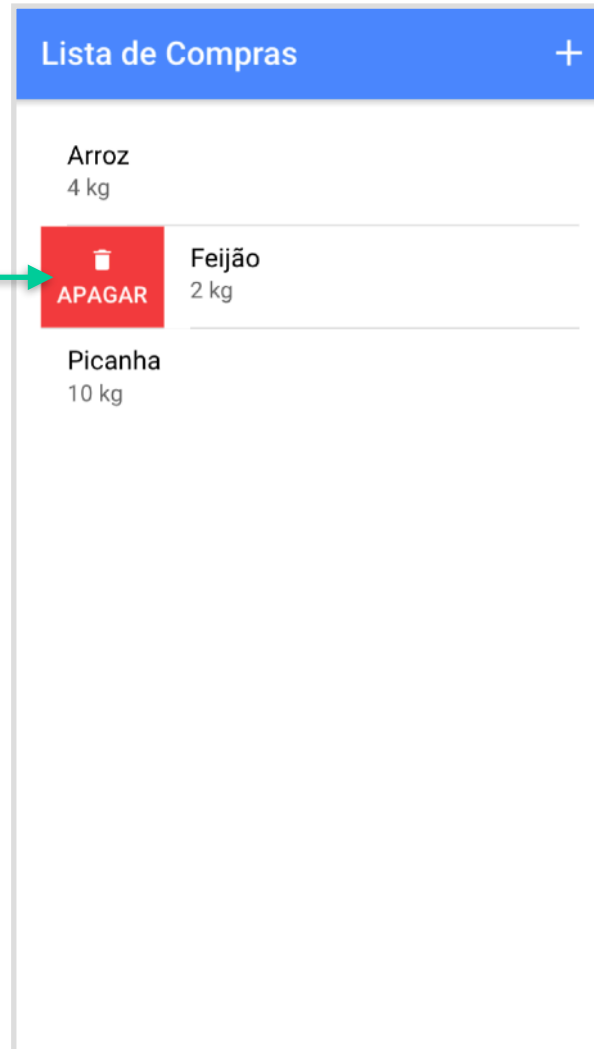 Lista de Compras
Arroz
4 kg
APAGAR
Feijão
2 kg
Picanha
10 kg